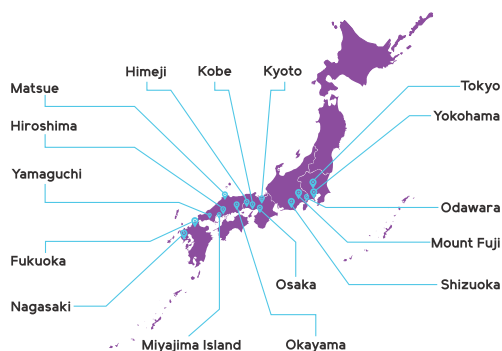 Himeji
Kobe
Kyoto
Matsue
Tokyo
Hiroshima
Yokohama
Yamaguchi
Odawara
Mount Fuji
Fukuoka
Osaka
Shizuoka
Nagasaki
Miyajima Island
Okayama